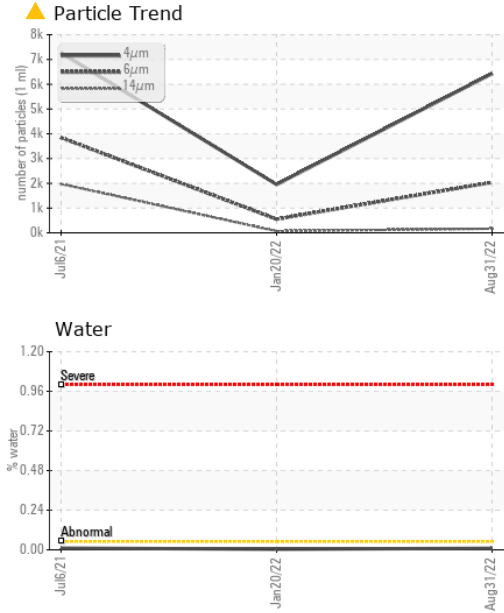 Particle Trend
number of particles (1 ml)
8k
7k
6k
5k
4k
3k
2k
1k
0k
4µm
6µm
14µm
Jul6/21
Jan20/22
Aug31/22
Water
% water
1.20
0.96
0.72
0.48
0.24
0.00
Severe
Abnormal
Jul6/21
Jan20/22
Aug31/22